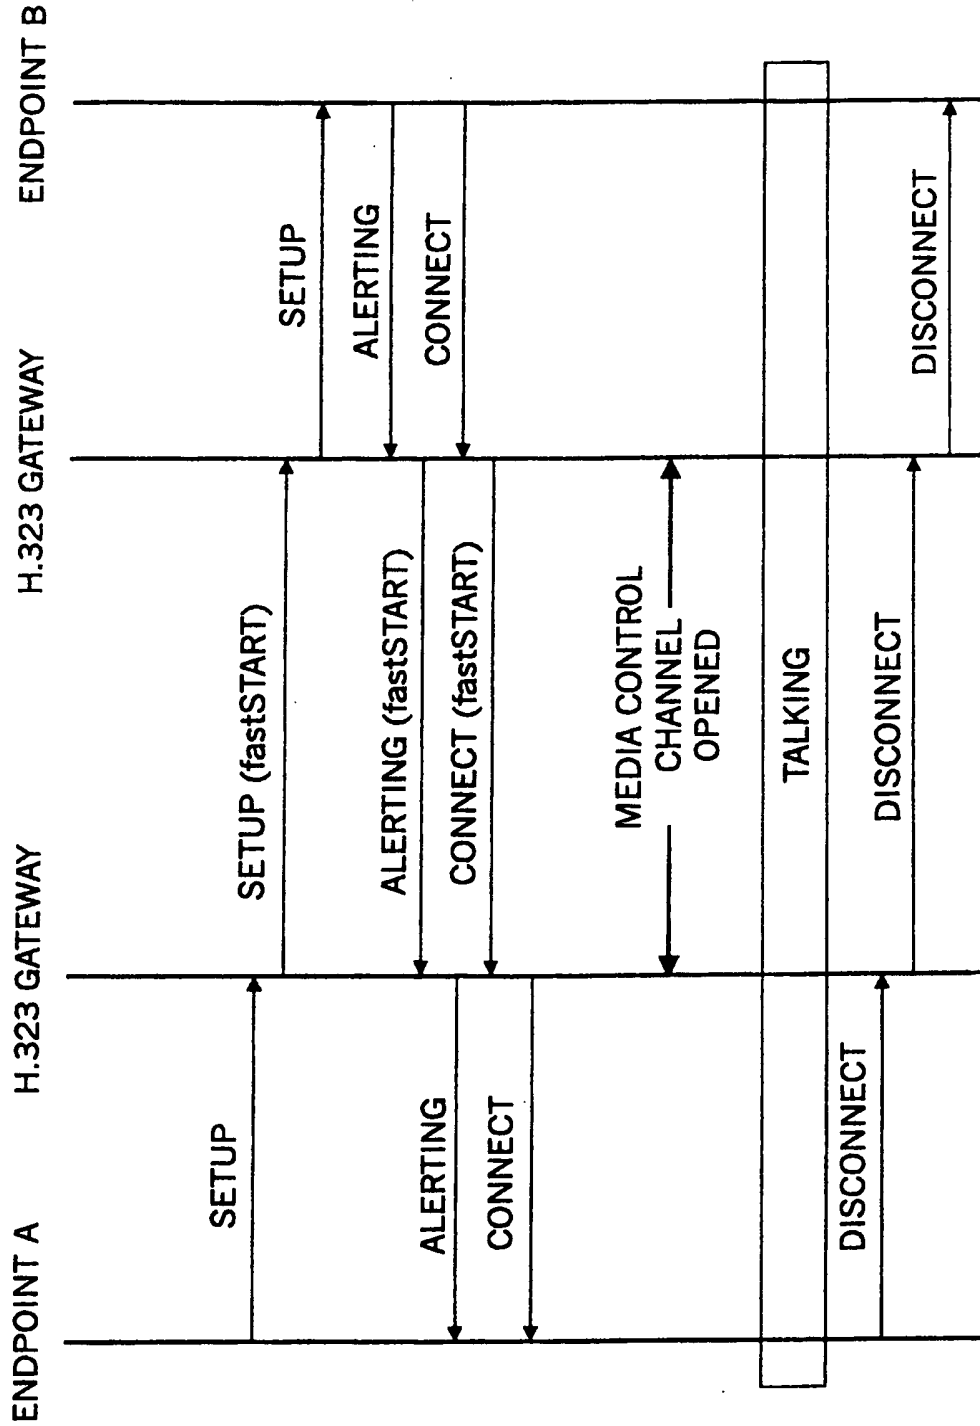 ENDPOINT A
H.323 GATEWAY
H.323 GATEWAY
ENDPOINT B
SETUP
SETUP (fastSTART)
SETUP
ALERTING
ALERTING (fastSTART)
ALERTING
CONNECT
CONNECT (fastSTART)
CONNECT
MEDIA CONTROL
CHANNEL
OPENED
TALKING
DISCONNECT
DISCONNECT
DISCONNECT